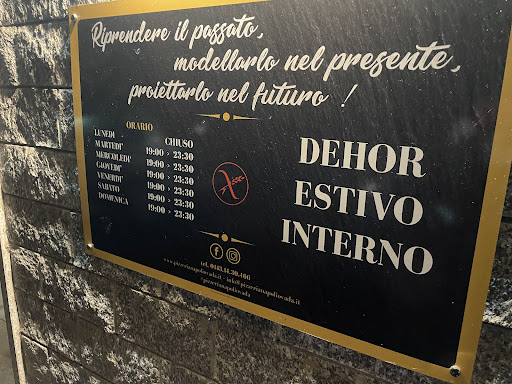 Riprendere il passato,
modellarlo nel presente,
proiettarlo nel futuro !
ORARIO
LUNEDI CHIUSO
MARTEDI' 19:00 > 23:30
MERCOLEDI' 19:00 > 23:30
GIOVEDI' 19:00 > 23:30
VENERDI' 19:00 > 23:30
SABATO 19:00 > 23:30
DOMENICA 19:00 > 23:30
DEHOR
ESTIVO
INTERNO